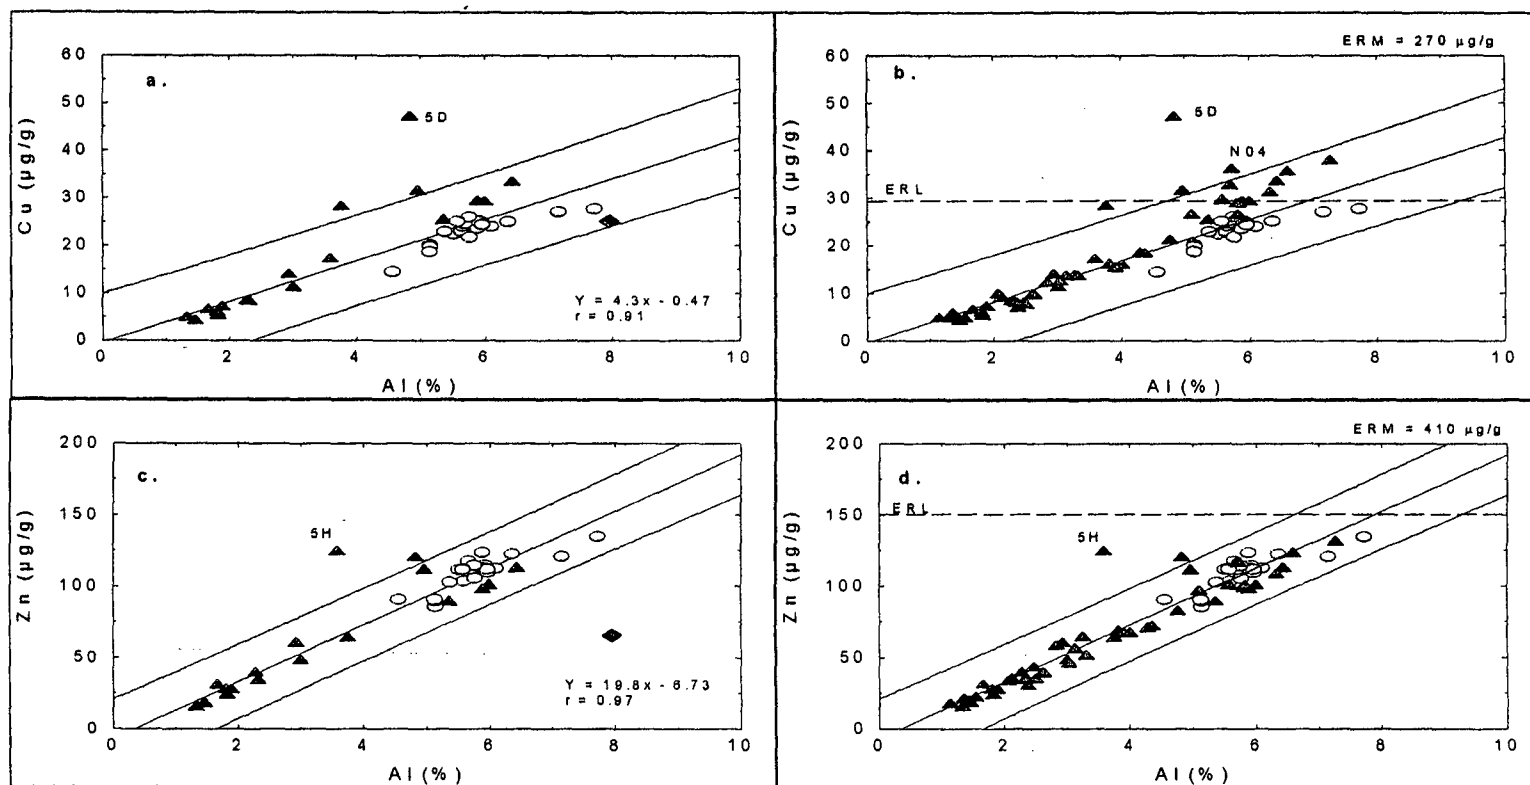 a.
Cu (µg/g)
60
50
40
30
20
10
0
5D
Y = 4.3x - 0.47
r = 0.91
0 2 4 6 8 10
Al (%)
ERM = 270 µg/g
b.
Cu (µg/g)
60
50
40
30
20
10
0
5D
N04
ERL
0 2 4 6 8 10
Al (%)
c.
Zn (µg/g)
200
150
100
50
0
5H
Y = 19.8x - 6.73
r = 0.97
0 2 4 6 8 10
Al (%)
ERM = 410 µg/g
d.
Zn (µg/g)
200
150
100
50
0
ERL
5H
0 2 4 6 8 10
Al (%)